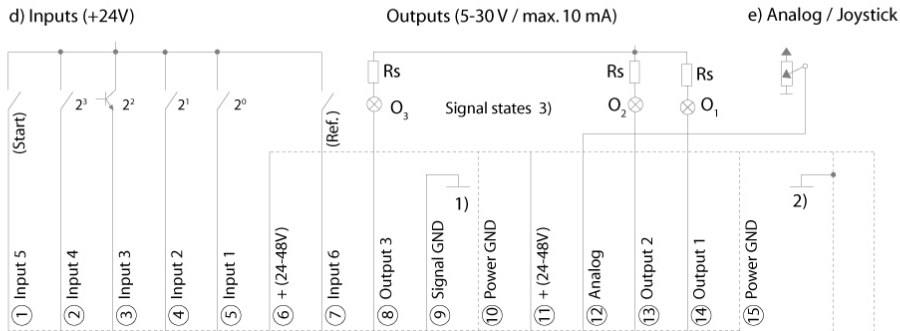 d) Inputs (+24V)
Outputs (5-30 V / max. 10 mA)
e) Analog / Joystick
Rs
Rs
Rs
(Start)
2³
2²
2¹
2⁰
(Ref.)
O₃
Signal states 3)
O₂
O₁
1)
2)
1 Input 5
2 Input 4
3 Input 3
4 Input 2
5 Input 1
6 + (24-48V)
7 Input 6
8 Output 3
9 Signal GND
10 Power GND
11 + (24-48V)
12 Analog
13 Output 2
14 Output 1
15 Power GND